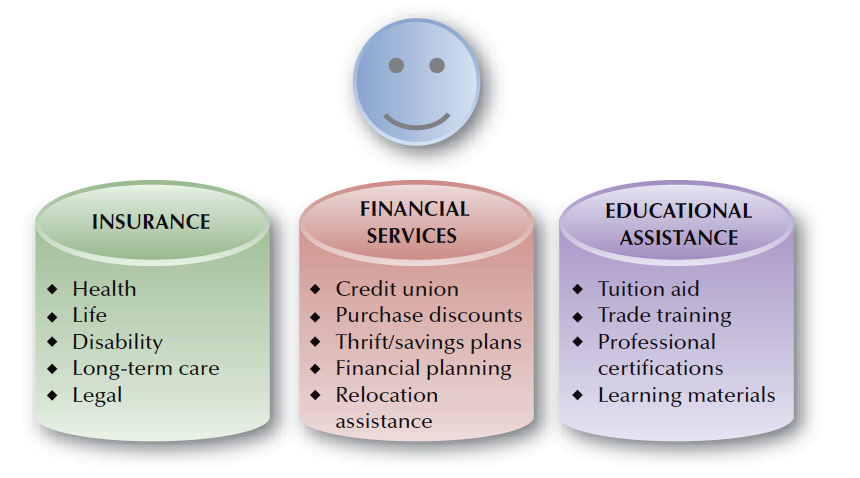 INSURANCE
◆ Health
◆ Life
◆ Disability
◆ Long-term care
◆ Legal
FINANCIAL
SERVICES
◆ Credit union
◆ Purchase discounts
◆ Thrift/savings plans
◆ Financial planning
◆ Relocation
assistance
EDUCATIONAL
ASSISTANCE
◆ Tuition aid
◆ Trade training
◆ Professional
certifications
◆ Learning materials